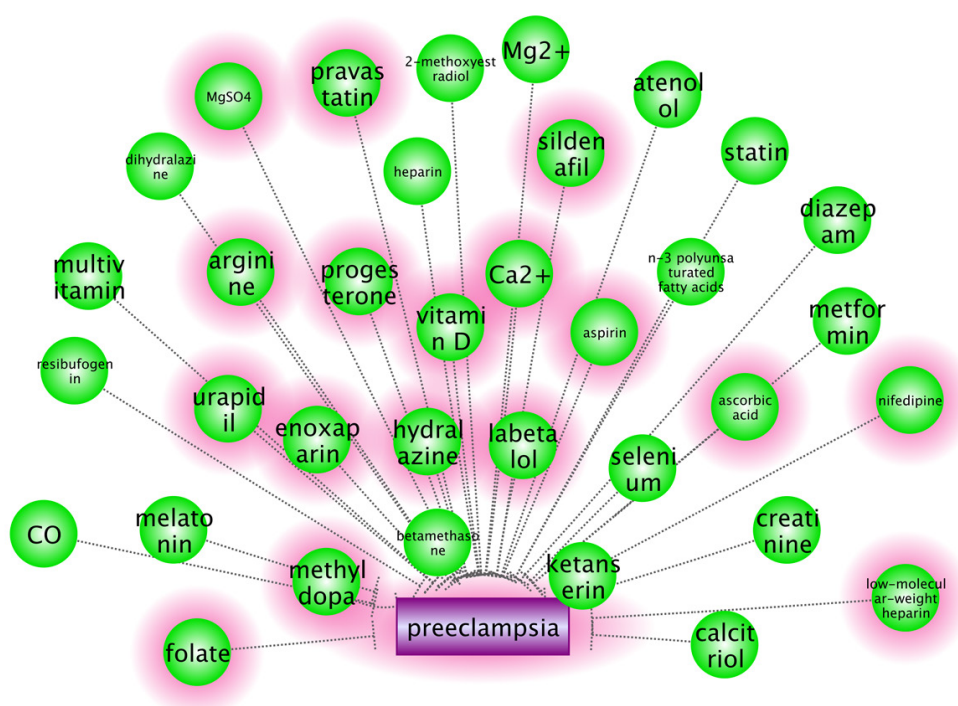 Mg2+
2-methoxyest
radiol
pravas
tatin
MgSO4
atenol
ol
silden
afil
statin
dihydralazi
ne
heparin
diazep
am
argini
ne
multiv
itamin
proges
terone
Ca2+
n-3 polyunsa
turated
fatty acids
vitami
n D
aspirin
metfor
min
resibufogen
in
urapid
il
enoxap
arin
hydral
azine
labeta
lol
ascorbic
acid
nifedipine
seleni
um
CO
melato
nin
betamethaso
ne
creati
nine
methyl
dopa
ketans
erin
low-molecul
ar-weight
heparin
preeclampsia
folate
calcit
riol